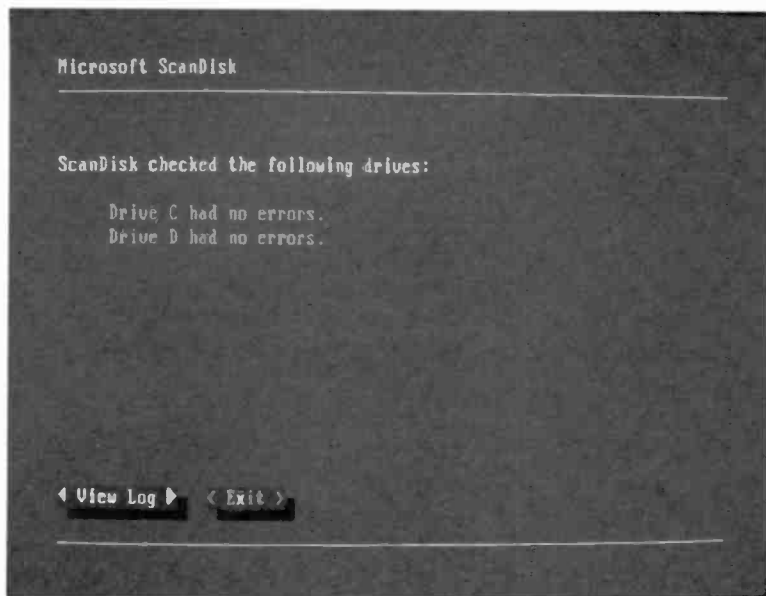 Microsoft ScanDisk
ScanDisk checked the following drives:
Drive C had no errors.
Drive D had no errors.
View Log
Exit